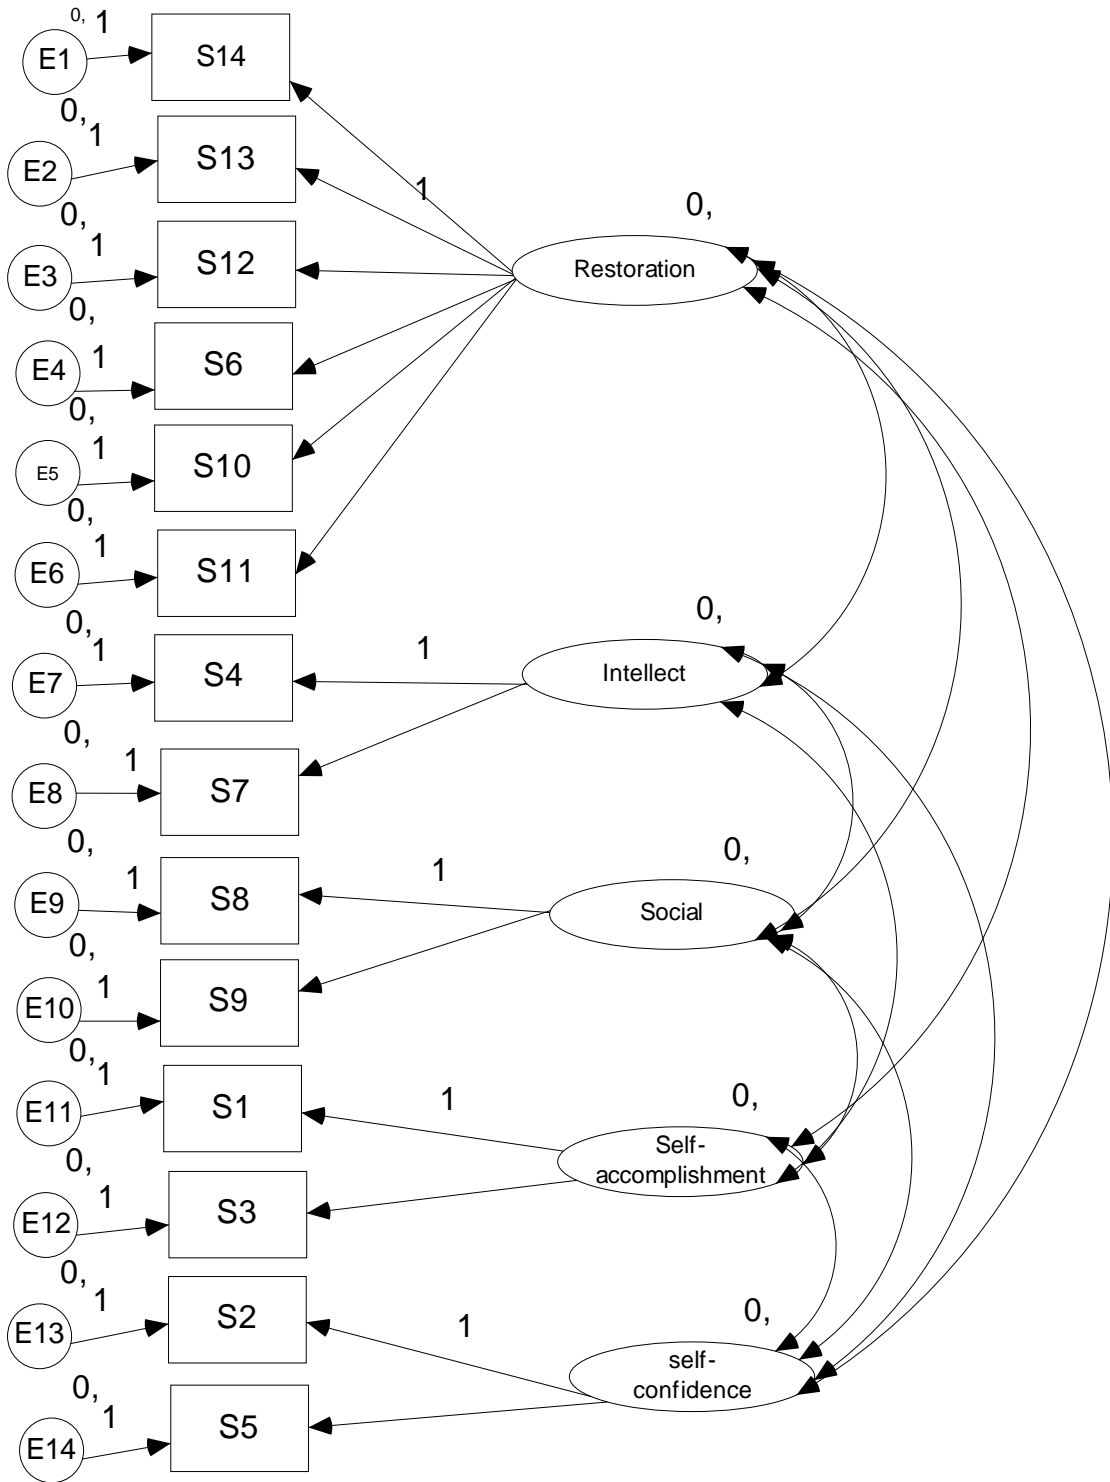 0, 1
E1 S14
0, 1
E2 S13
1
0,
0, 1
E3 S12
Restoration
0, 1
E4 S6
0, 1
E5 S10
0, 1
E6 S11
0, 1
E7 S4
1
0,
Intellect
0, 1
E8 S7
0, 1
E9 S8
1
0,
Social
0, 1
E10 S9
0, 1
E11 S1
1
0,
Self-
accomplishment
0, 1
E12 S3
0, 1
E13 S2
1
0,
self-
confidence
0, 1
E14 S5